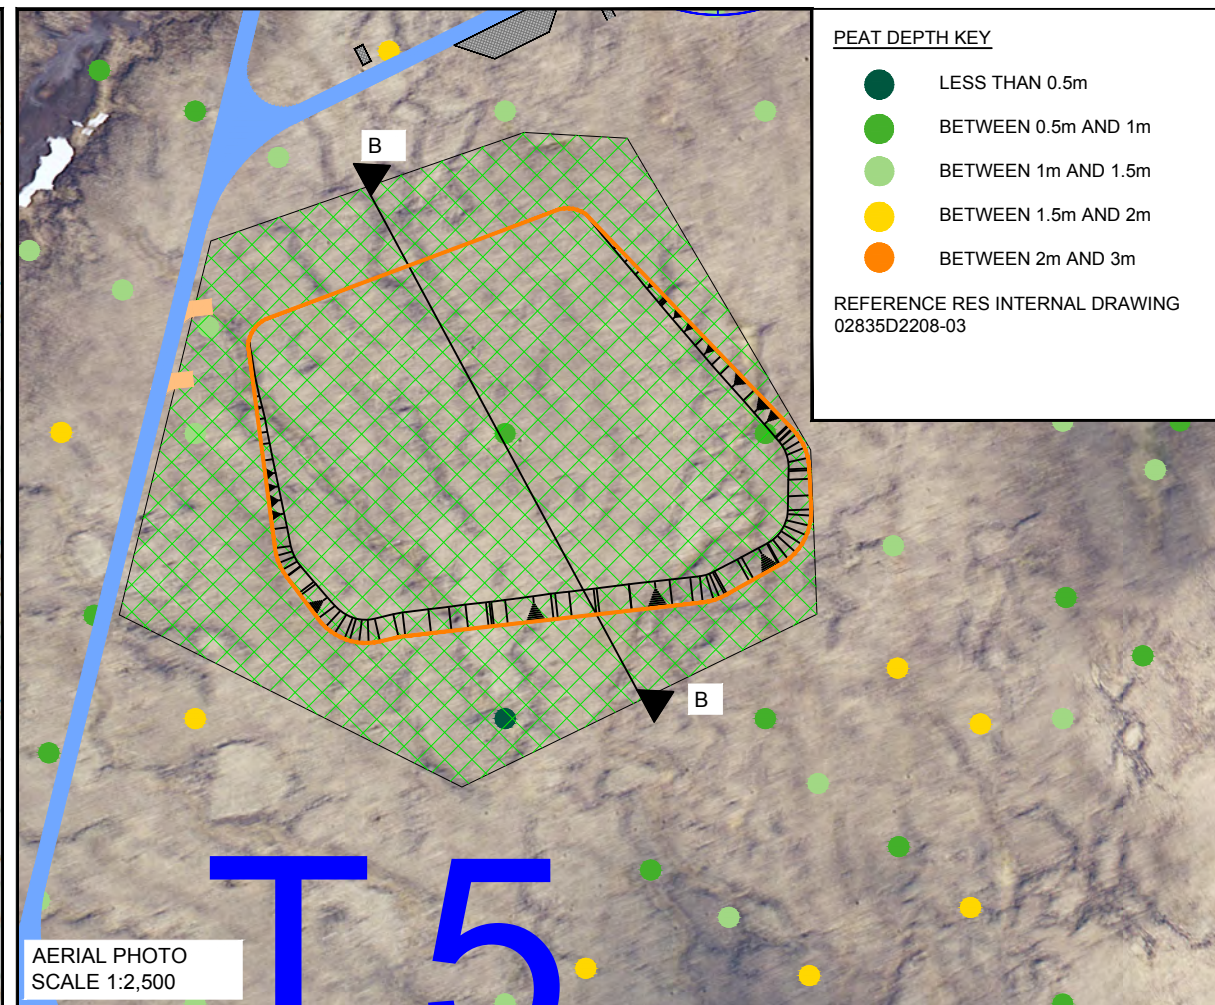 PEAT DEPTH KEY
LESS THAN 0.5m
BETWEEN 0.5m AND 1m
BETWEEN 1m AND 1.5m
BETWEEN 1.5m AND 2m
BETWEEN 2m AND 3m
REFERENCE RES INTERNAL DRAWING
02835D2208-03
B
B
T5
AERIAL PHOTO
SCALE 1:2,500